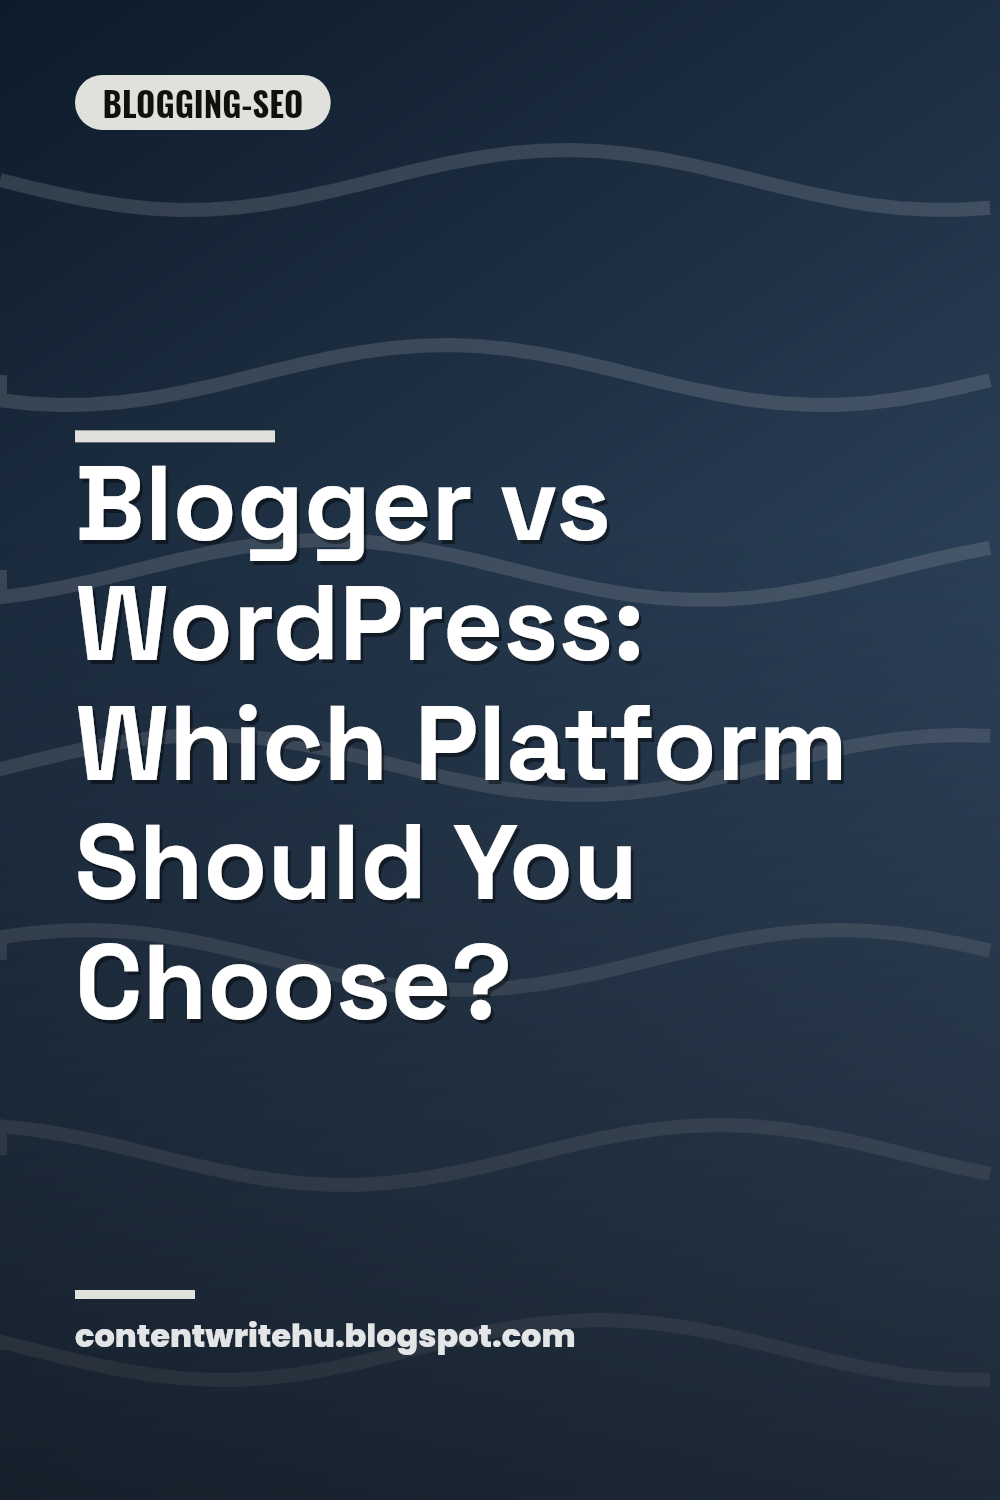 BLOGGING-SEO
Blogger vs
WordPress:
Which Platform
Should You
Choose?
contentwritehu.blogspot.com